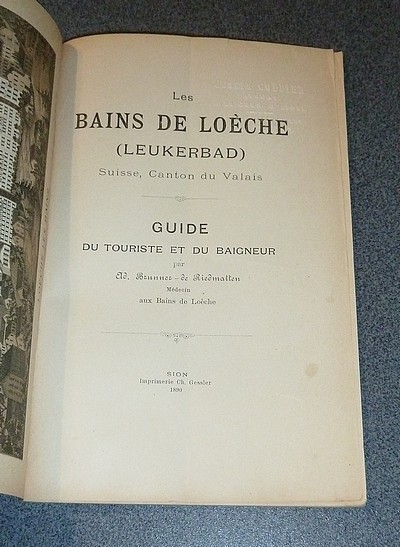 Les
BAINS DE LOÈCHE
(LEUKERBAD)
Suisse, Canton du Valais
GUIDE
DU TOURISTE ET DU BAIGNEUR
par
Ad. Brunner-de Riedmatten
Médecin
aux Bains de Loèche
SION
Imprimerie Ch. Gessler
1890